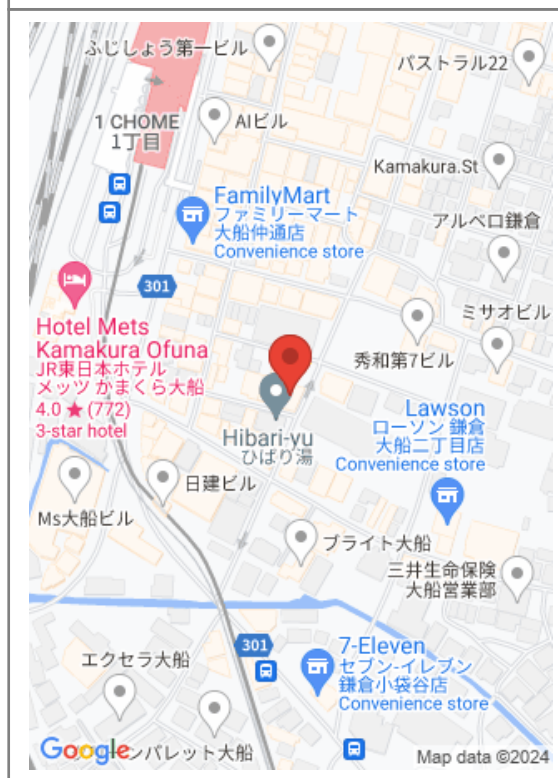 ふじしょう第一ビル
パストラル22
1 CHOME
1丁目
AIビル
Kamakura.St
FamilyMart
ファミリーマート
大船仲通店
Convenience store
アルベロ鎌倉
301
ミサオビル
Hotel Mets
Kamakura Ofuna
JR東日本ホテル
メッツ かまくら大船
4.0 ★ (772)
3-star hotel
秀和第7ビル
Hibari-yu
ひばり湯
Lawson
ローソン 鎌倉
大船二丁目店
Convenience store
日建ビル
Ms大船ビル
ブライト大船
三井生命保険
大船営業部
301
7-Eleven
セブン-イレブン
鎌倉小袋谷店
Convenience store
エクセラ大船
Google
ンパレット大船
Map data ©2024